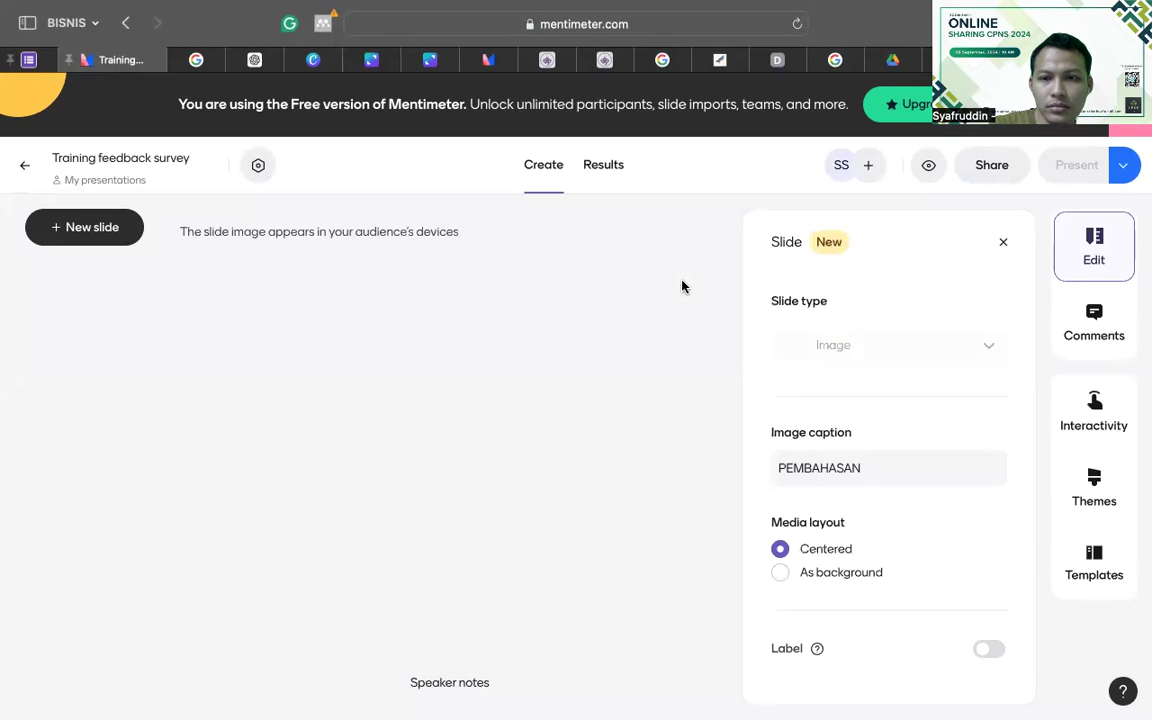 BISNIS
mentimeter.com
Training...
ONLINE
SHARING CPNS 2024
Syafruddin -
You are using the Free version of Mentimeter. Unlock unlimited participants, slide imports, teams, and more.
Upgr
Training feedback survey
My presentations
Create
Results
SS
Share
Present
New slide
The slide image appears in your audience's devices
Slide
New
Slide type
Image
Image caption
PEMBAHASAN
Media layout
Centered
As background
Label
Speaker notes
Edit
Comments
Interactivity
Themes
Templates